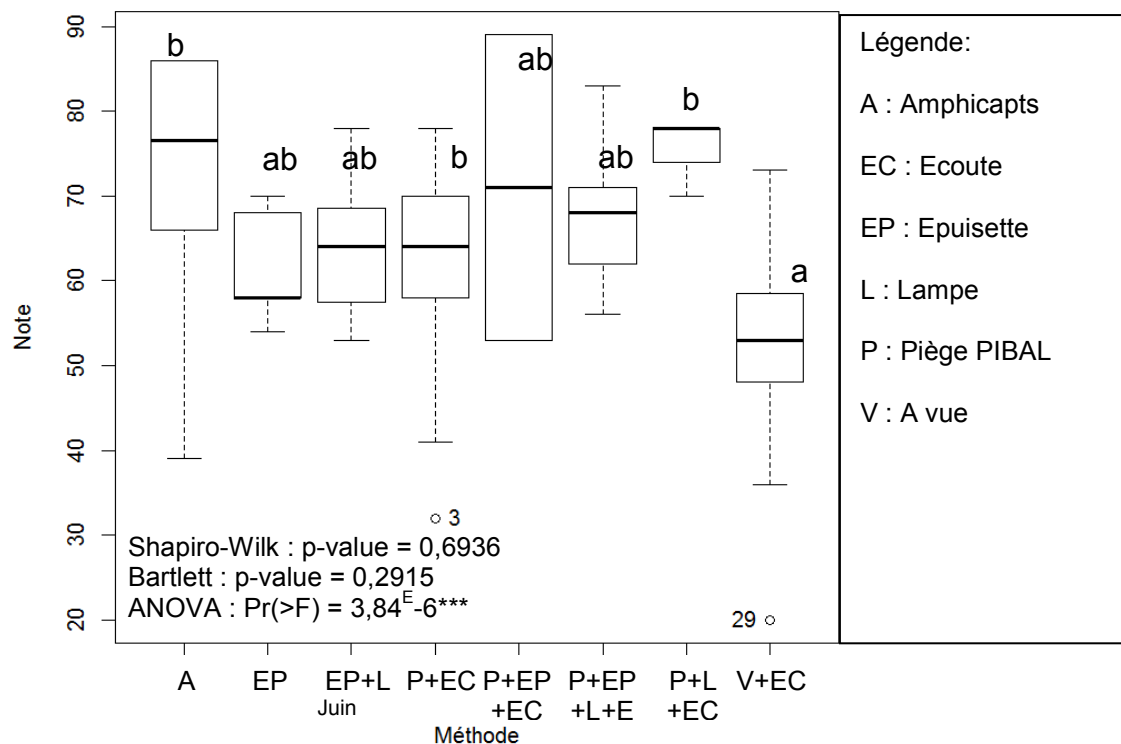 90
80
70
60
50
40
30
20
Note
b
ab
ab
b
ab
ab
b
a
3
29
Shapiro-Wilk : p-value = 0,6936
Bartlett : p-value = 0,2915
ANOVA : Pr(>F) = 3,84E-6***
A
EP
EP+L
Juin
P+EC
P+EP
+EC
P+EP
+L+E
P+L
+EC
V+EC
Méthode
Légende:
A : Amphicapts
EC : Ecoute
EP : Epuisette
L : Lampe
P : Piège PIBAL
V : A vue